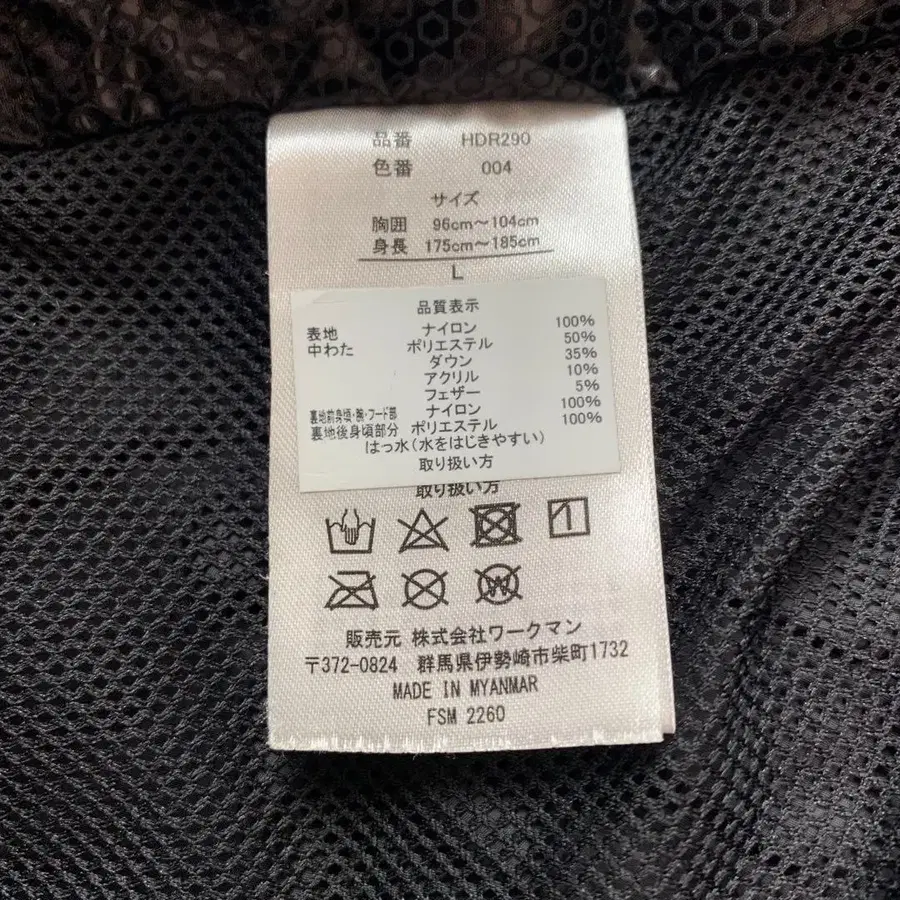 品番 HDR290
色番 004
サイズ
胸囲 96cm～104cm
身長 175cm～185cm
L
品質表示
表地 ナイロン 100%
中わた ポリエステル 50%
ダウン 35%
アクリル 10%
フェザー 5%
裏地前身頃・腕・フード部 ナイロン 100%
裏地後身頃部分 ポリエステル 100%
はっ水(水をはじきやすい)
取り扱い方
取り扱い方
W
販売元 株式会社ワークマン
〒372-0824 群馬県伊勢崎市柴町1732
MADE IN MYANMAR
FSM 2260